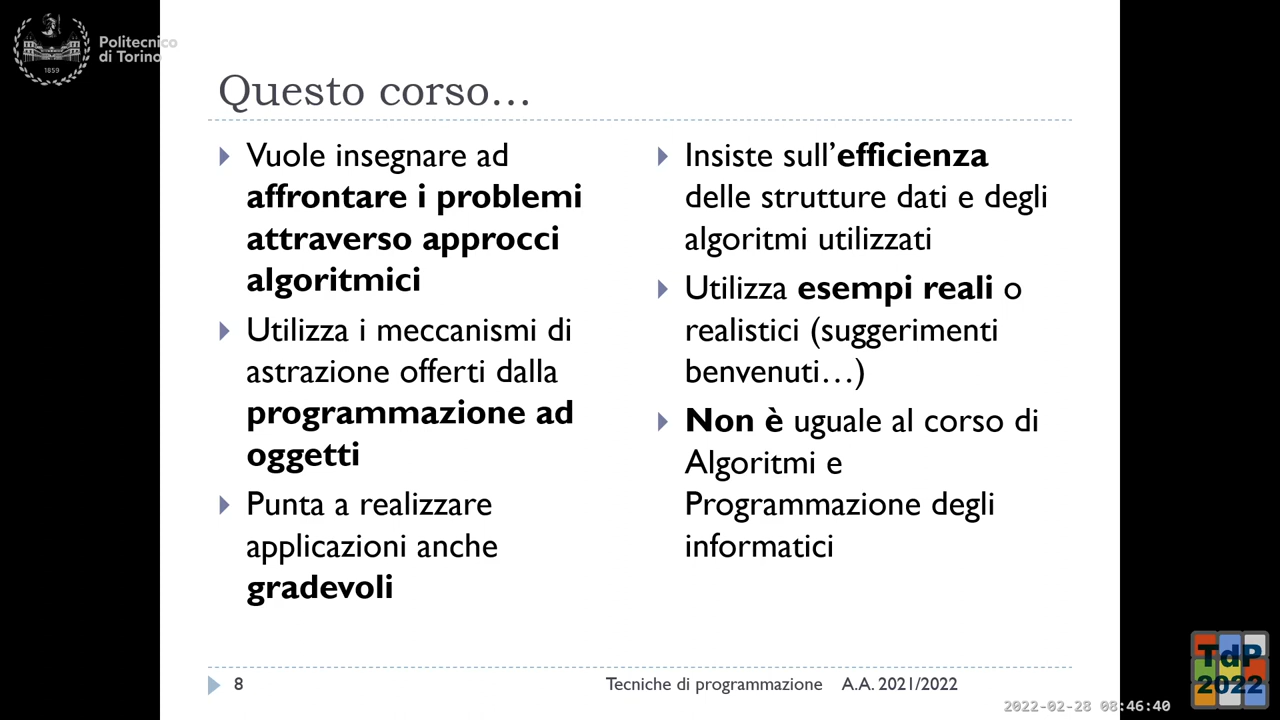 Politecnico
di Torino
1859
Questo corso…
Vuole insegnare ad
affrontare i problemi
attraverso approcci
algoritmici
Utilizza i meccanismi di
astrazione offerti dalla
programmazione ad
oggetti
Punta a realizzare
applicazioni anche
gradevoli
Insiste sull’efficienza
delle strutture dati e degli
algoritmi utilizzati
Utilizza esempi reali o
realistici (suggerimenti
benvenuti…)
Non è uguale al corso di
Algoritmi e
Programmazione degli
informatici
8
Tecniche di programmazione A.A. 2021/2022
TdP
2022
2022-02-28 08:46:40